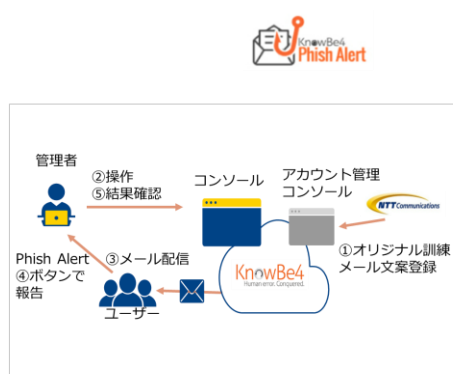 KnowBe4
Phish Alert
管理者
②操作
⑤結果確認
コンソール
アカウント管理
コンソール
NTT Communications
①オリジナル訓練
メール文案登録
Phish Alert
④ボタンで
報告
③メール配信
ユーザー
KnowBe4
Human error. Conquered.